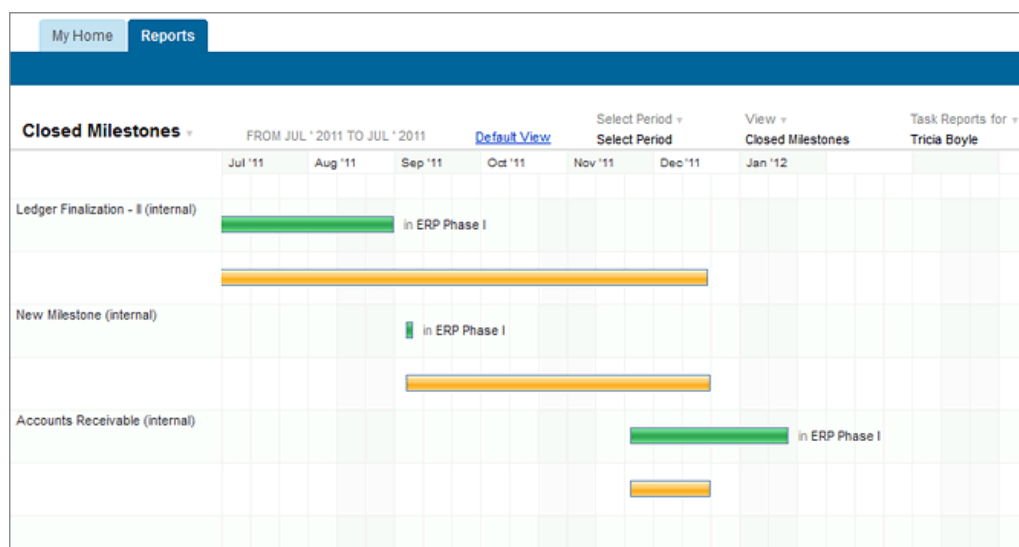 My Home Reports
Select Period View Task Reports for
Closed Milestones FROM JUL ' 2011 TO JUL ' 2011 Default View Select Period Closed Milestones Tricia Boyle
Jul '11 Aug '11 Sep '11 Oct '11 Nov '11 Dec '11 Jan '12
Ledger Finalization - II (internal)
in ERP Phase I
New Milestone (internal)
in ERP Phase I
Accounts Receivable (internal)
in ERP Phase I